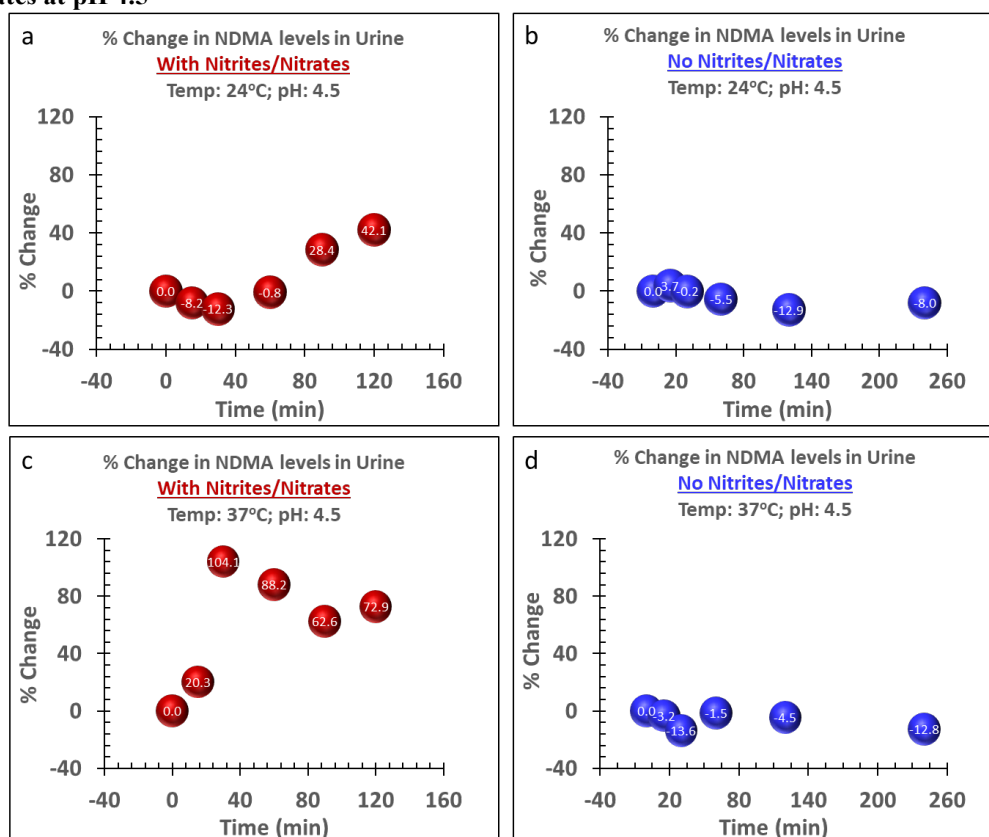 ates at pH 4.5
a
% Change in NDMA levels in Urine
With Nitrites/Nitrates
Temp: 24°C; pH: 4.5
120
80
40
0
-40
% Change
0.0
-8.2
-12.3
-0.8
28.4
42.1
-40 0 40 80 120 160
Time (min)
b
% Change in NDMA levels in Urine
No Nitrites/Nitrates
Temp: 24°C; pH: 4.5
120
80
40
0
-40
% Change
0.0
3.7
-0.2
-5.5
-12.9
-8.0
-40 20 80 140 200 260
Time (min)
c
% Change in NDMA levels in Urine
With Nitrites/Nitrates
Temp: 37°C; pH: 4.5
120
80
40
0
-40
% Change
0.0
20.3
104.1
88.2
62.6
72.9
-40 0 40 80 120 160
Time (min)
d
% Change in NDMA levels in Urine
No Nitrites/Nitrates
Temp: 37°C; pH: 4.5
120
80
40
0
-40
% Change
0.0
-3.2
-13.6
-1.5
-4.5
-12.8
-40 20 80 140 200 260
Time (min)